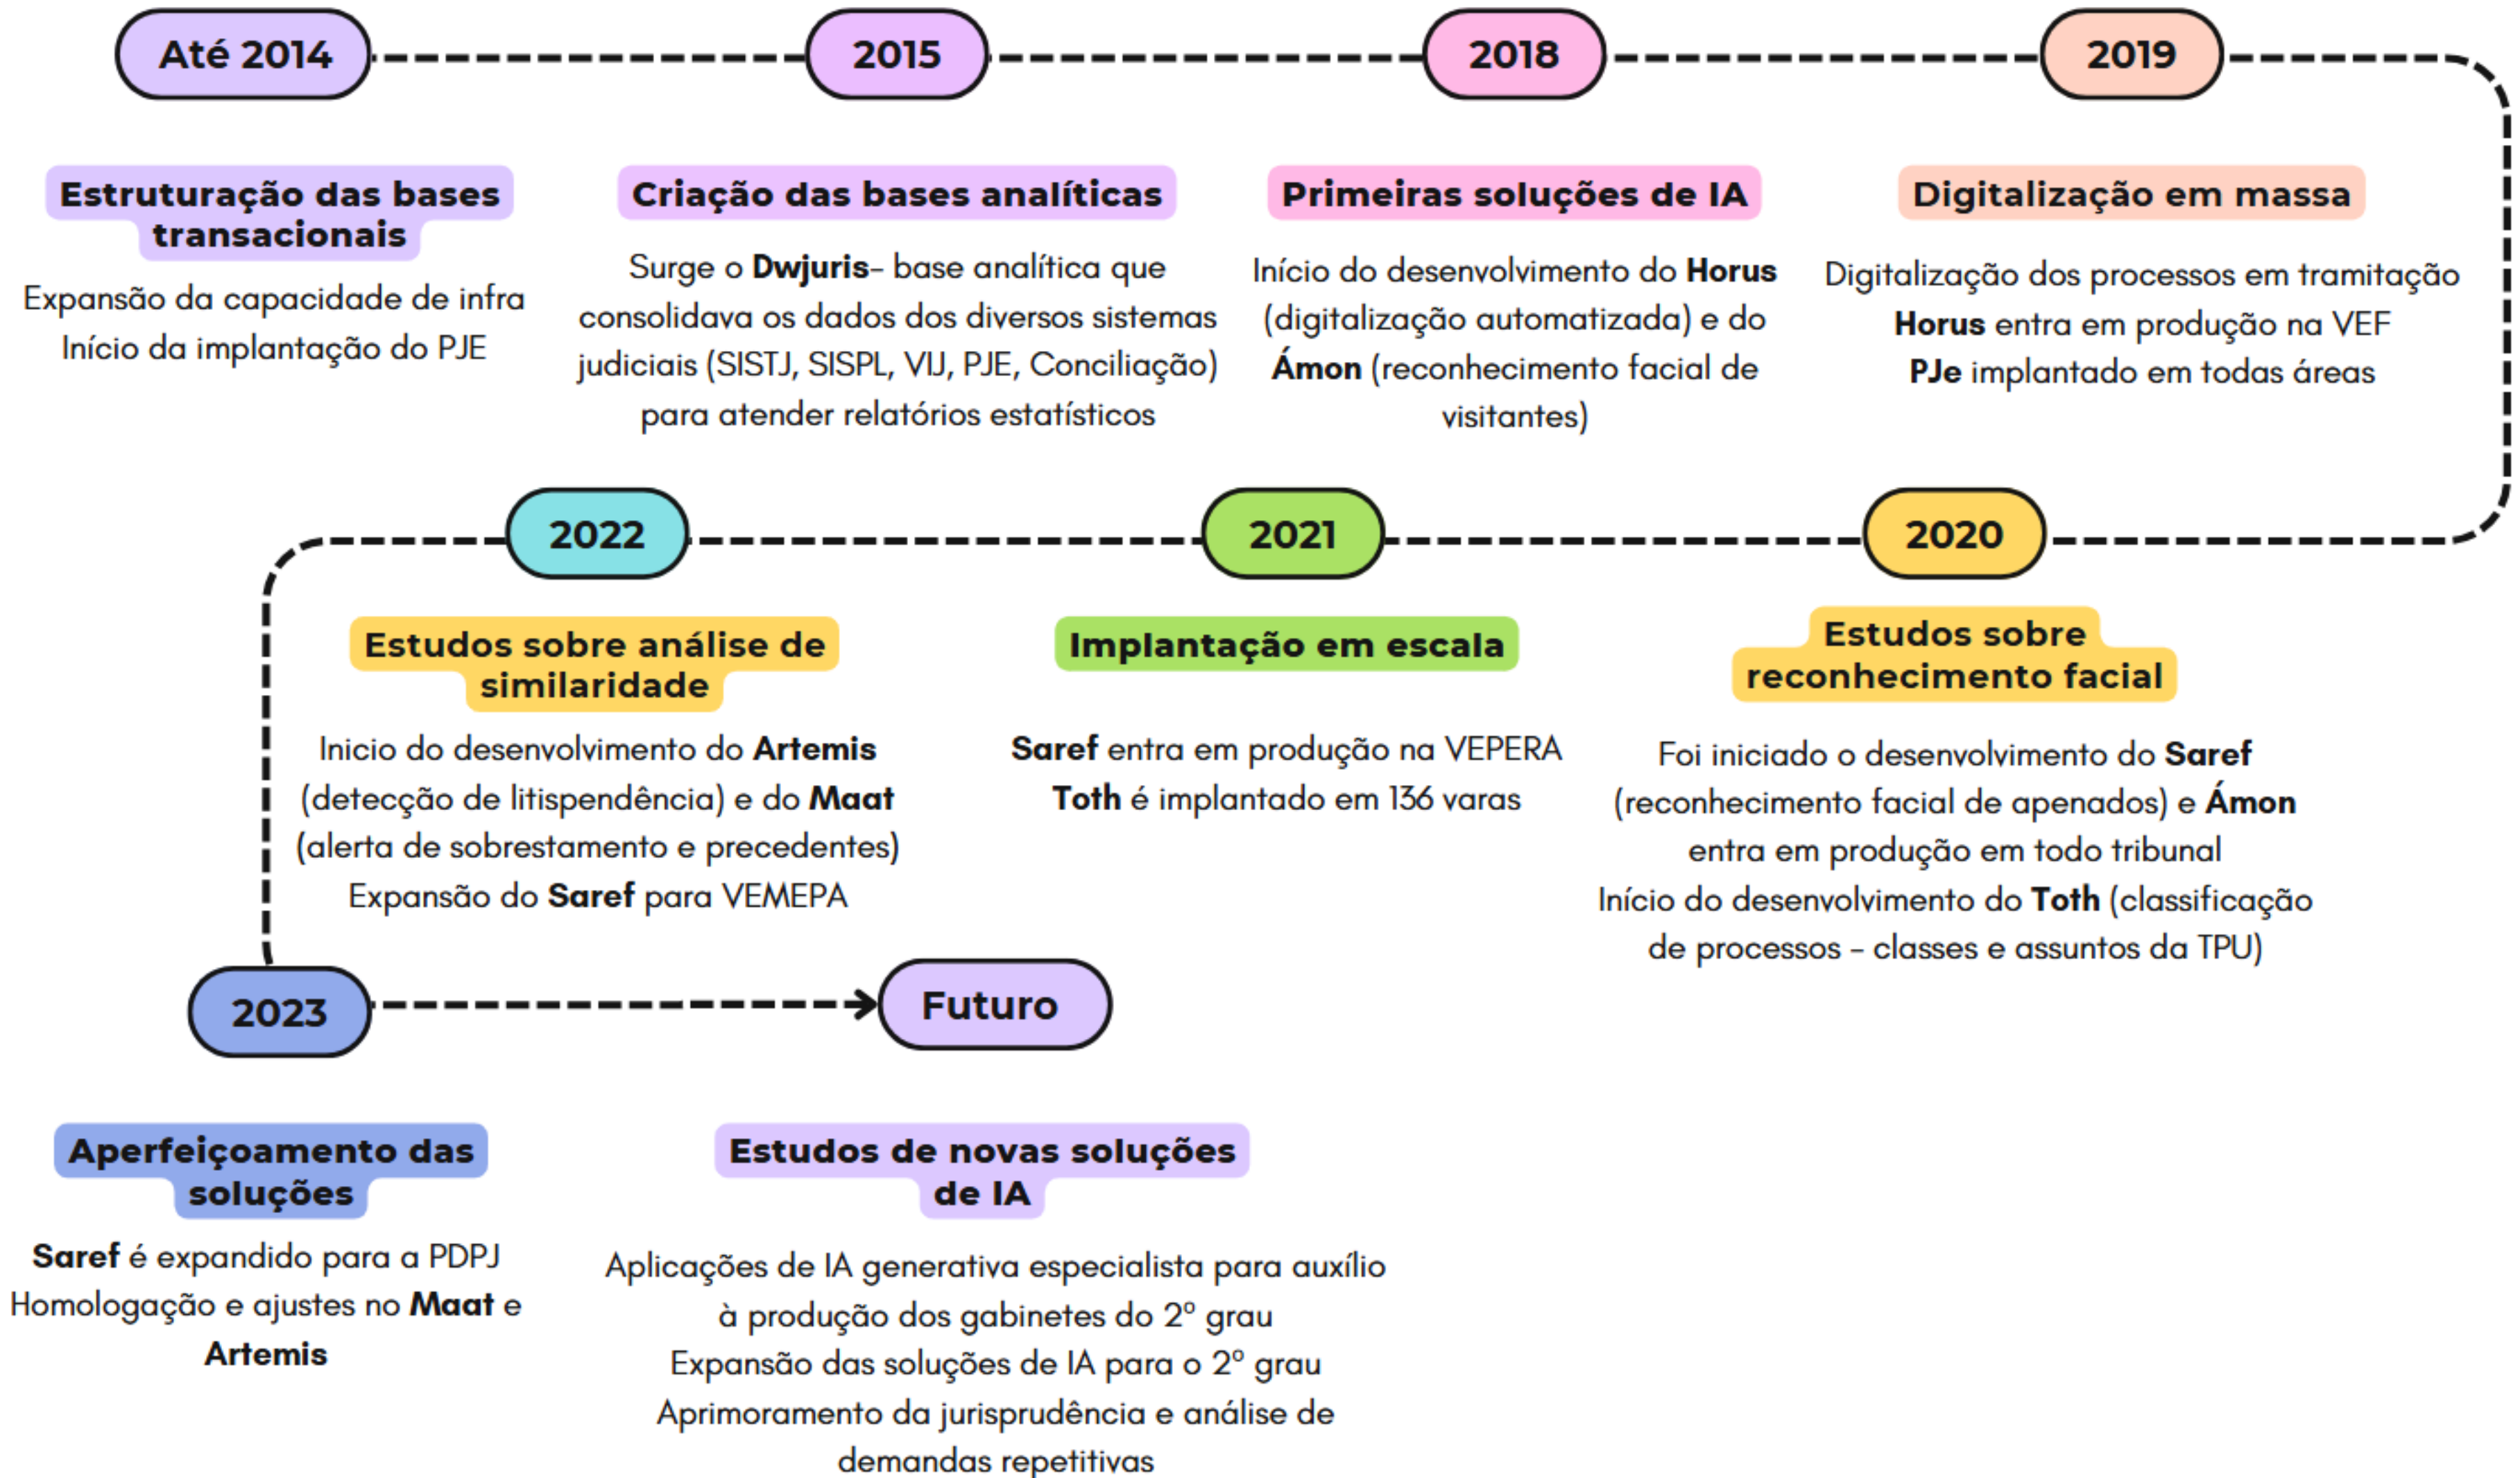 Até 2014
Estruturação das bases
transacionais
Expansão da capacidade de infra
Início da implantação do PJE
2015
Criação das bases analíticas
Surge o Dwjuris- base analítica que
consolidava os dados dos diversos sistemas
judiciais (SISTJ, SISPL, VIJ, PJE, Conciliação)
para atender relatórios estatísticos
2018
Primeiras soluções de IA
Início do desenvolvimento do Horus
(digitalização automatizada) e do
Ámon (reconhecimento facial de
visitantes)
2019
Digitalização em massa
Digitalização dos processos em tramitação
Horus entra em produção na VEF
PJe implantado em todas áreas
2020
Estudos sobre
reconhecimento facial
Foi iniciado o desenvolvimento do Saref
(reconhecimento facial de apenados) e Ámon
entra em produção em todo tribunal
Início do desenvolvimento do Toth (classificação
de processos - classes e assuntos da TPU)
2021
Implantação em escala
Saref entra em produção na VEPERA
Toth é implantado em 136 varas
2022
Estudos sobre análise de
similaridade
Inicio do desenvolvimento do Artemis
(detecção de litispendência) e do Maat
(alerta de sobrestamento e precedentes)
Expansão do Saref para VEMEPA
2023
Aperfeiçoamento das
soluções
Saref é expandido para a PDPJ
Homologação e ajustes no Maat e
Artemis
Futuro
Estudos de novas soluções
de IA
Aplicações de IA generativa especialista para auxílio
à produção dos gabinetes do 2º grau
Expansão das soluções de IA para o 2º grau
Aprimoramento da jurisprudência e análise de
demandas repetitivas